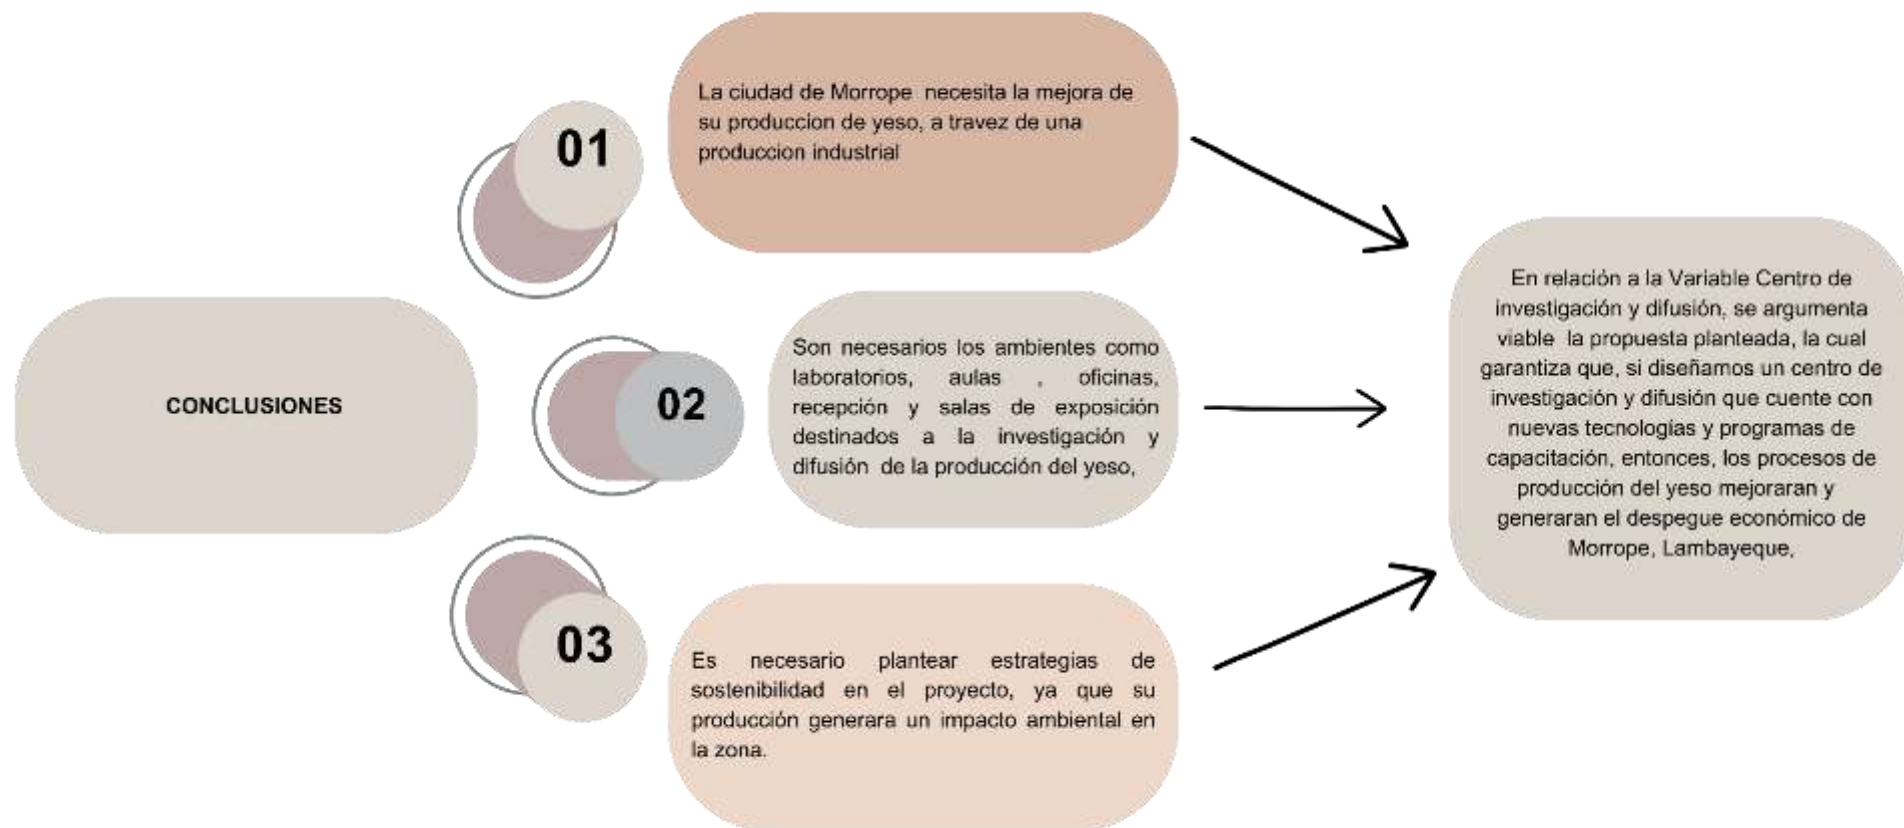 CONCLUSIONES
01
La ciudad de Morrope necesita la mejora de
su produccion de yeso, a travez de una
produccion industrial
02
Son necesarios los ambientes como
laboratorios, aulas , oficinas,
recepción y salas de exposición
destinados a la investigación y
difusión de la producción del yeso,
03
Es necesario plantear estrategias de
sostenibilidad en el proyecto, ya que su
producción generara un impacto ambiental en
la zona.
En relación a la Variable Centro de
investigación y difusión, se argumenta
viable la propuesta planteada, la cual
garantiza que, si diseñamos un centro de
investigación y difusión que cuente con
nuevas tecnologías y programas de
capacitación, entonces, los procesos de
producción del yeso mejoraran y
generaran el despegue económico de
Morrope, Lambayeque,